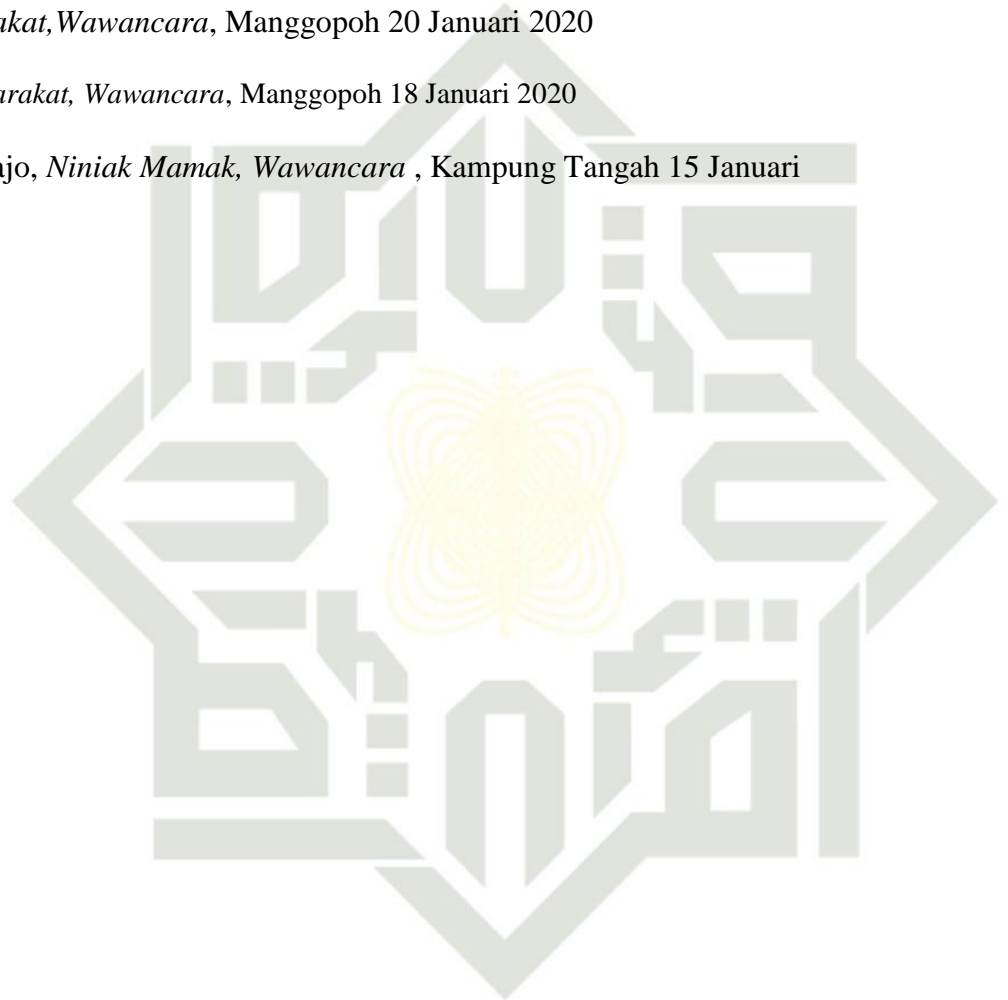 akat,Wawancara, Manggopoh 20 Januari 2020
arakat, Wawancara, Manggopoh 18 Januari 2020
ajo, Niniak Mamak, Wawancara , Kampung Tangah 15 Januari